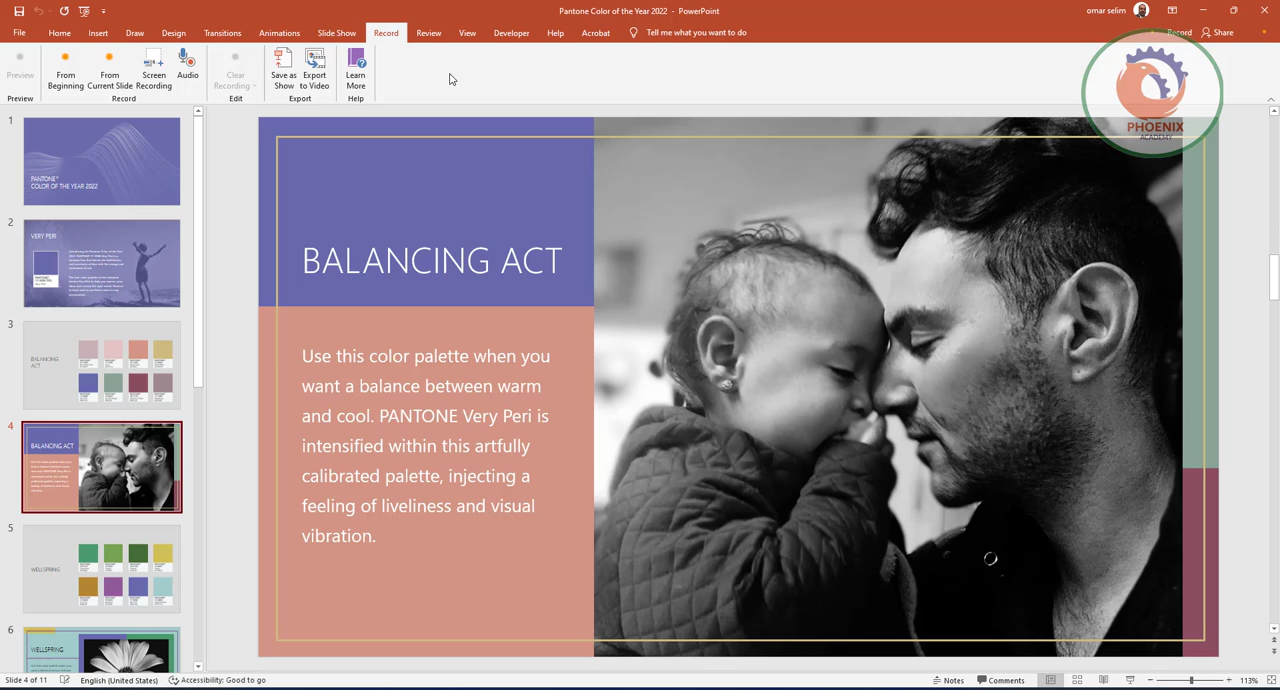 Pantone Color of the Year 2022 - PowerPoint
omar selim
File Home Insert Draw Design Transitions Animations Slide Show Record Review View Developer Help Acrobat Tell me what you want to do
Record Share
Preview
From Beginning
From Current Slide
Screen Recording
Audio
Clear Recording
Save as Show
Export to Video
Learn More
Preview Record Edit Export Help
PHOENIX
ACADEMY
1
PANTONE®
COLOR OF THE YEAR 2022
2
VERY PERI
3
BALANCING
ACT
4
BALANCING ACT
5
WELLSPRING
6
WELLSPRING
BALANCING ACT
Use this color palette when you
want a balance between warm
and cool. PANTONE Very Peri is
intensified within this artfully
calibrated palette, injecting a
feeling of liveliness and visual
vibration.
Slide 4 of 11 English (United States) Accessibility: Good to go Notes Comments 113%